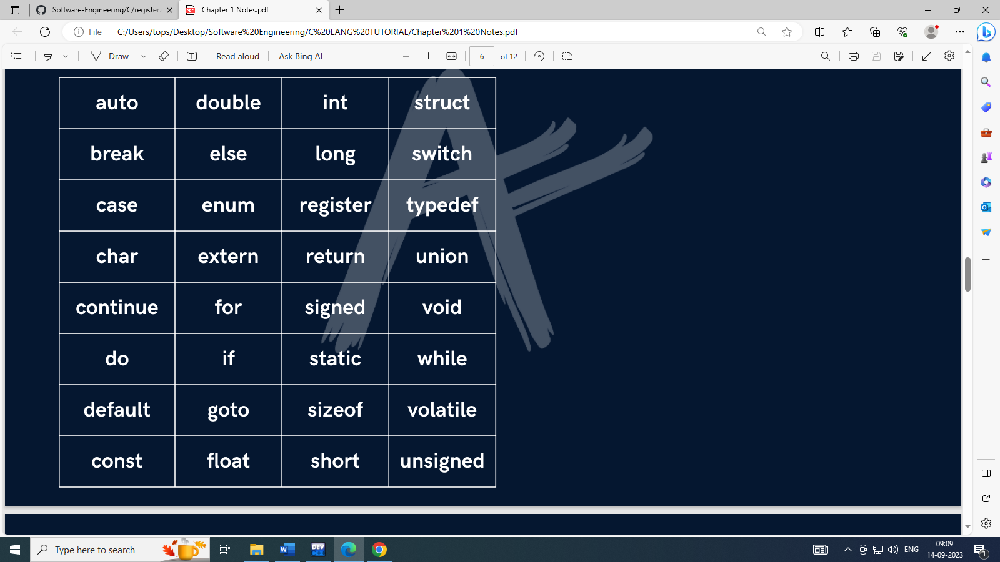 Software-Engineering/C/register
Chapter 1 Notes.pdf
File
C:/Users/tops/Desktop/Software%20Engineering/C%20LANG%20TUTORIAL/Chapter%201%20Notes.pdf
Draw
Read aloud
Ask Bing AI
6 of 12
auto double int struct
break else long switch
case enum register typedef
char extern return union
continue for signed void
do if static while
default goto sizeof volatile
const float short unsigned
Type here to search
DEV
ENG
09:09
14-09-2023
1